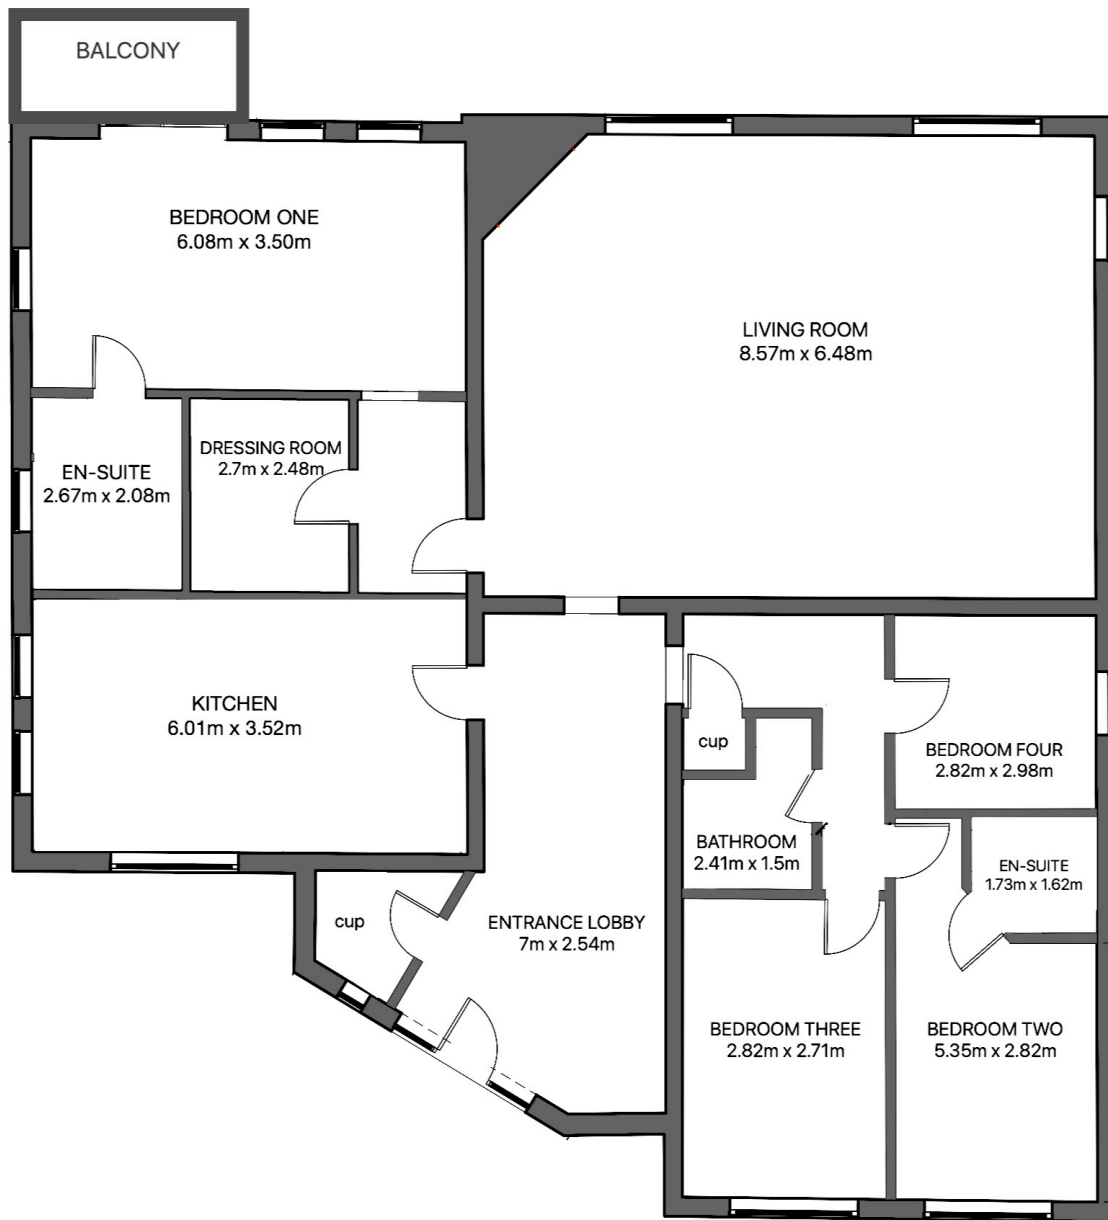 BALCONY
BEDROOM ONE
6.08m x 3.50m
LIVING ROOM
8.57m x 6.48m
DRESSING ROOM
2.7m x 2.48m
EN-SUITE
2.67m x 2.08m
KITCHEN
6.01m x 3.52m
cup
BEDROOM FOUR
2.82m x 2.98m
BATHROOM
2.41m x 1.5m
EN-SUITE
1.73m x 1.62m
cup
ENTRANCE LOBBY
7m x 2.54m
BEDROOM THREE
2.82m x 2.71m
BEDROOM TWO
5.35m x 2.82m